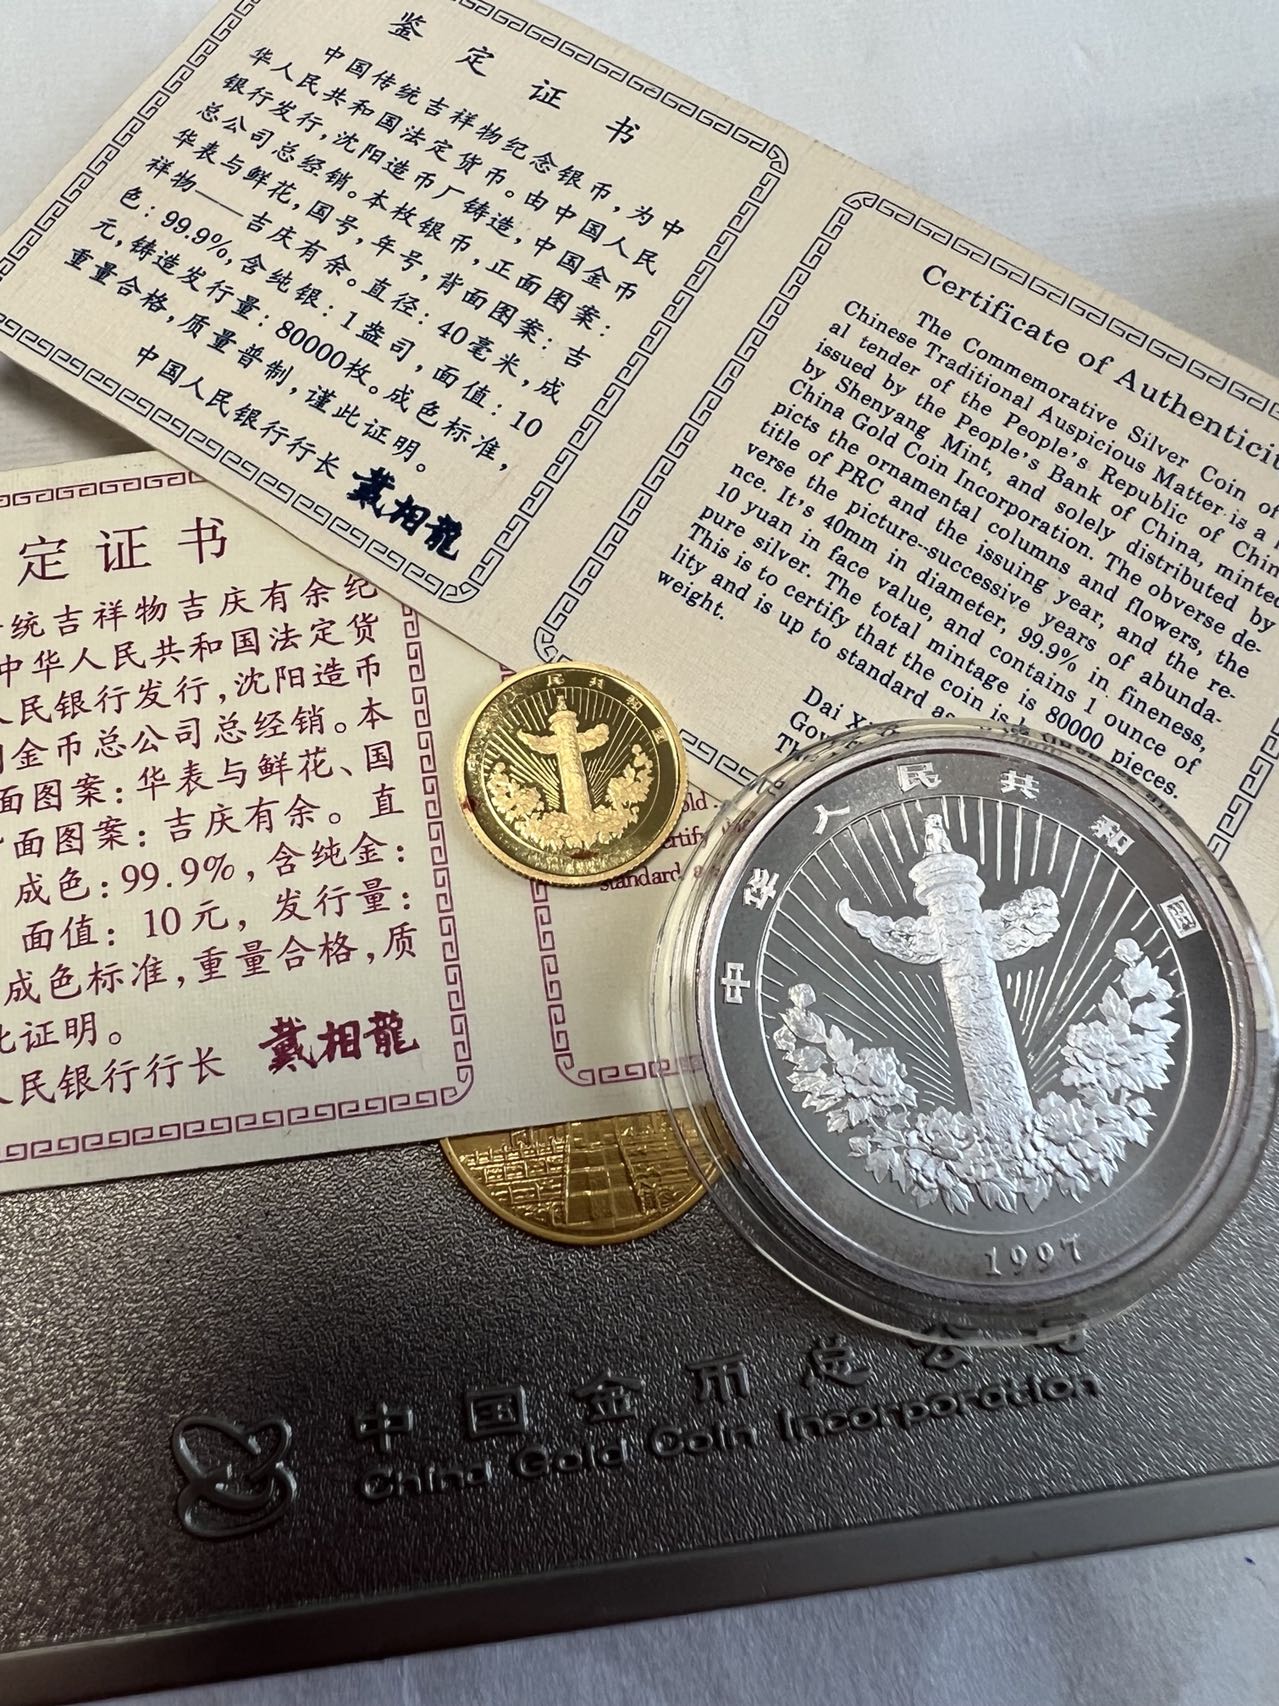 鉴定证书
中国传统吉祥物纪念银币，为中
华人民共和国法定货币。由中国人民
银行发行，沈阳造币厂铸造，中国金币
总公司总经销。本枚银币，正面图案：
华表与鲜花，国号，年号，背面图案：吉
祥物——吉庆有余。直径：40毫米，成
色：99.9%，含纯银：1盎司，面值：10
元，铸造发行量：80000枚。成色标准，
重量合格，质量普制，谨此证明。
中国人民银行行长 戴相龍
Certificate of
The Commemorative Silver Coin of
Chinese Traditional Auspicious Matter is a
al tender of the People's Republic of
issued by the People's Bank of China, minted
by Shenyang Mint, and solely distributed by
China Gold Coin Incorporation. The obverse de-
picts the ornamental columns and flowers, the
title of PRC and the issuing year, and the re-
verse the picture--successive years of abunda-
nce. It's 40mm in diameter, 99.9% in fineness,
10 yuan in face value, and contains 1 ounce of
pure silver. The total mintage is 80000 pieces.
This is to certify that the coin is
lity and is up to standard as
weight.
Dai
定证书
统吉祥物吉庆有余纪
中华人民共和国法定货
人民银行发行，沈阳造币
金币总公司总经销。本
面图案：华表与鲜花、国
面图案：吉庆有余。直
成色：99.9%，含纯金：
面值：10元，发行量：
成色标准，重量合格，质
此证明。
人民银行行长 戴相龍
standard
中华人民共和国
中华人民共和国
1997
中国金币总公司
China Gold Coin Incorporation